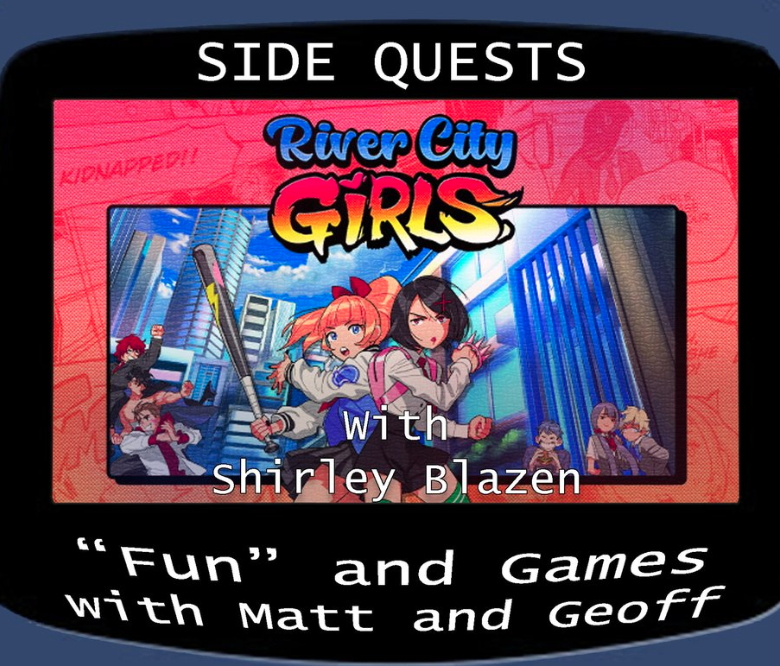 SIDE QUESTS
River City
GIRLS
KIDNAPPED!!
With
Shirley Blazen
“Fun” and Games
with Matt and Geoff